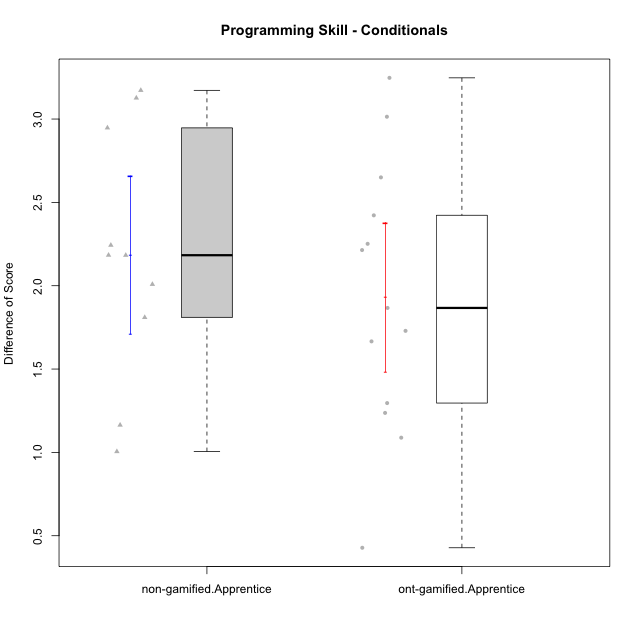 Programming Skill - Conditionals
Difference of Score
3.0
2.5
2.0
1.5
1.0
0.5
non-gamified.Apprentice
ont-gamified.Apprentice